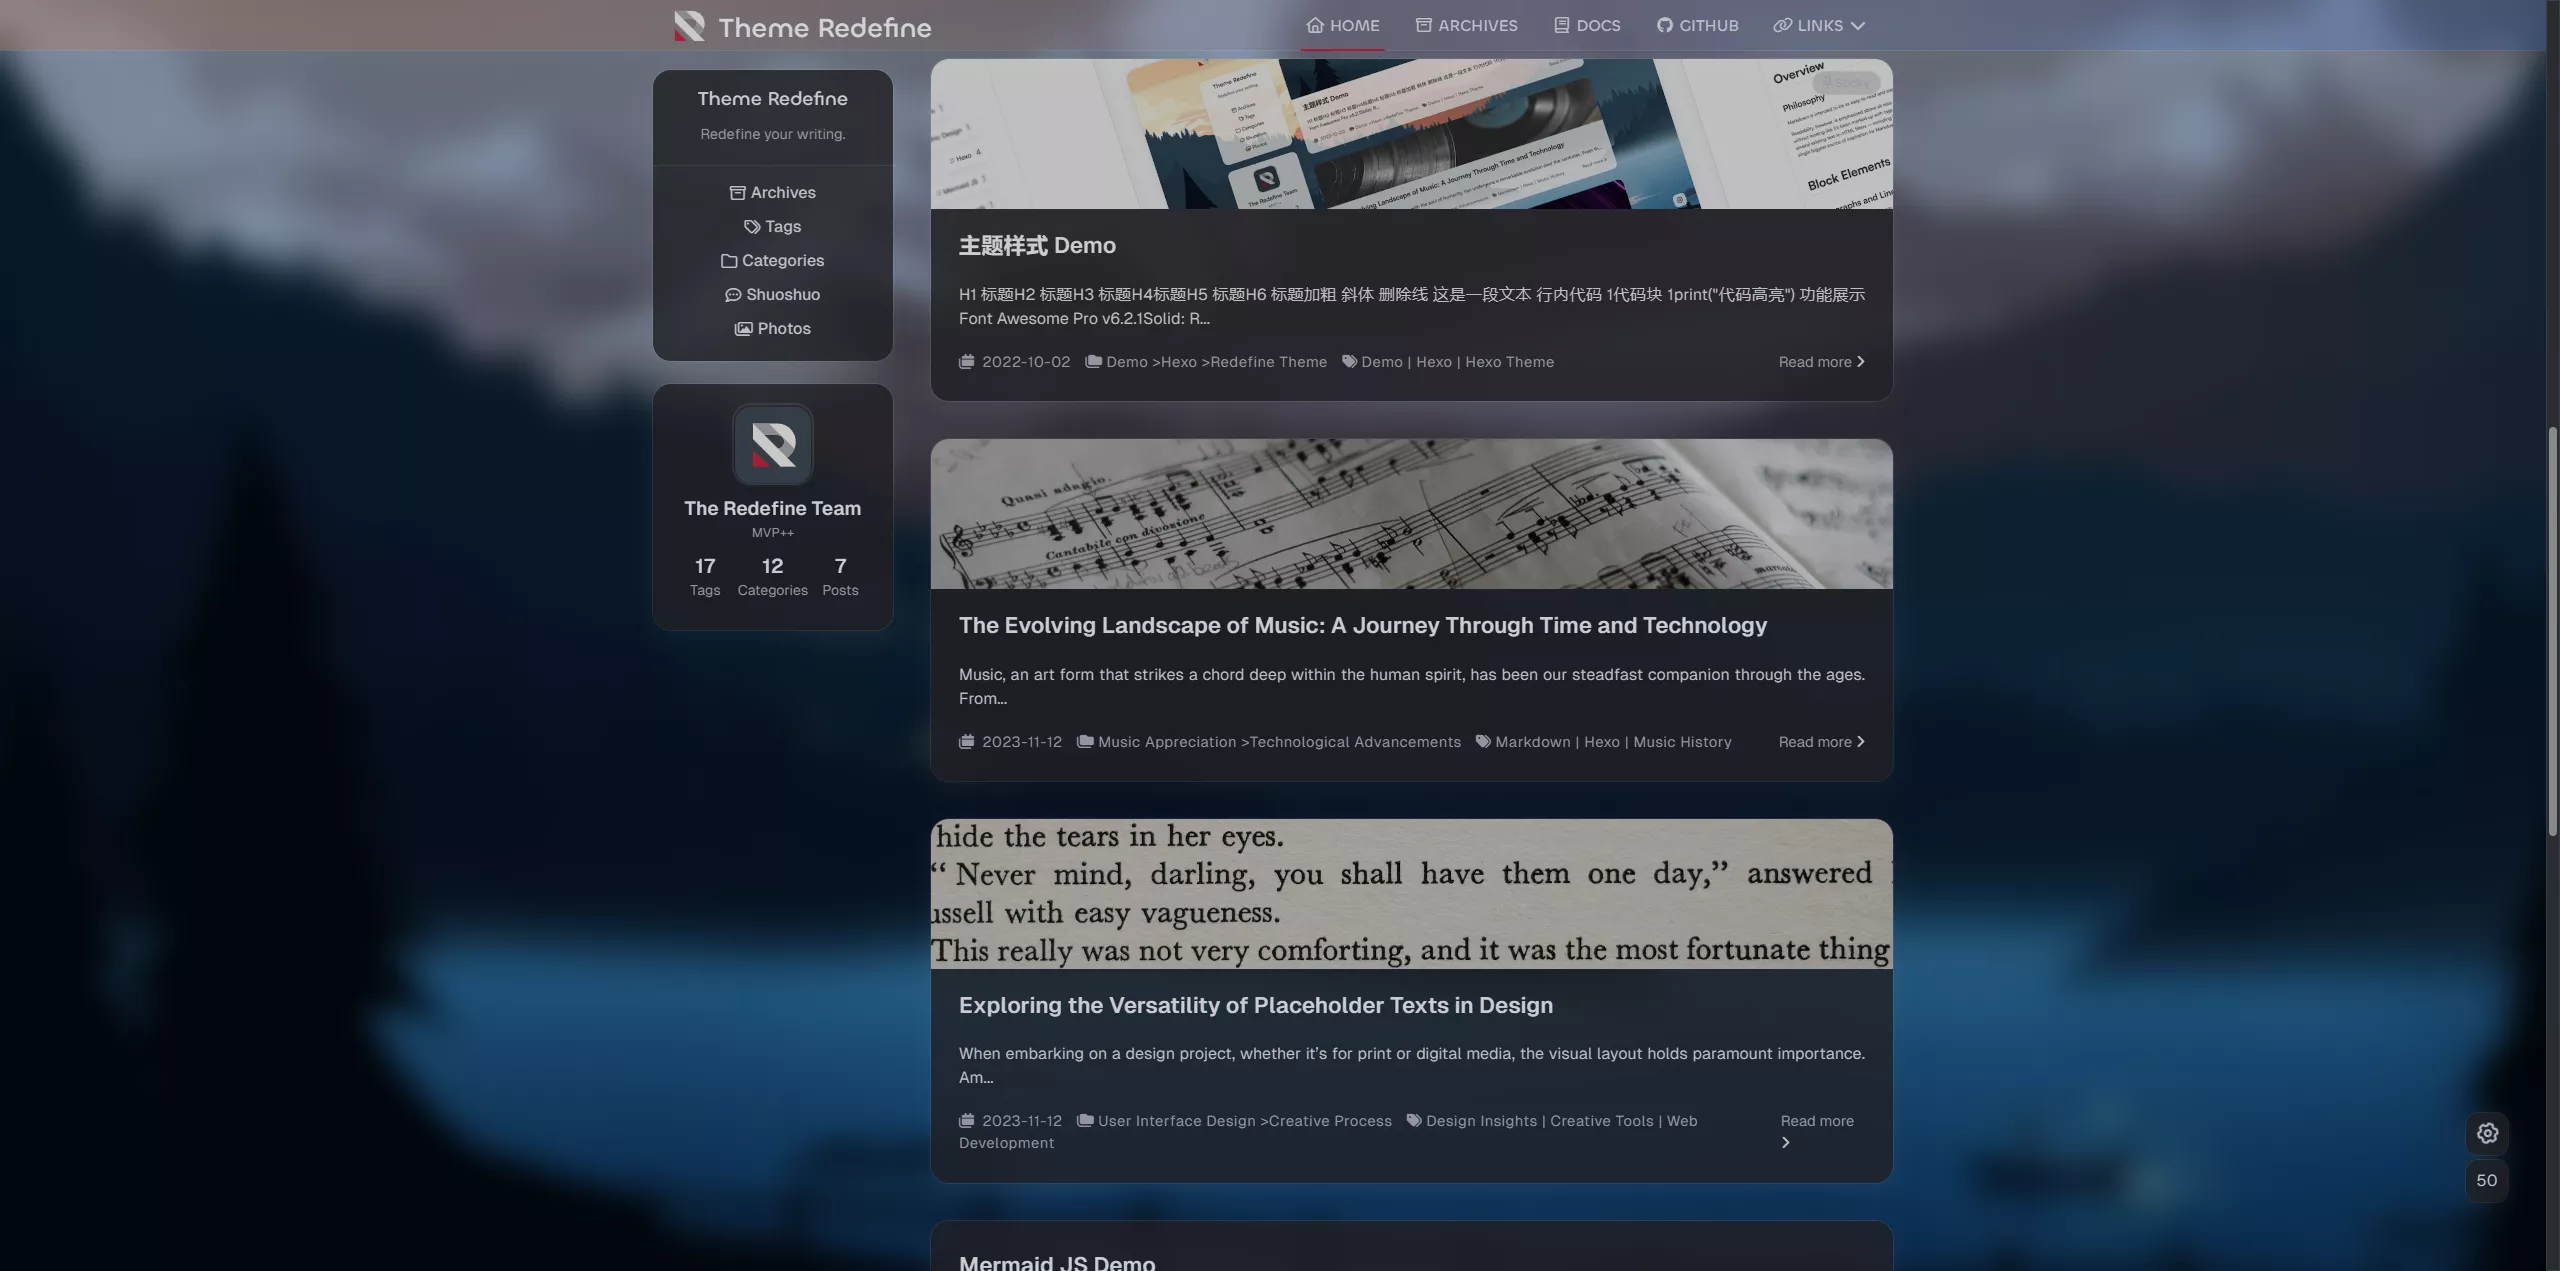 Theme Redefine
HOME
ARCHIVES
DOCS
GITHUB
LINKS
Theme Redefine
Redefine your writing.
Archives
Tags
Categories
Shuoshuo
Photos
The Redefine Team
MVP++
17 12 7
Tags Categories Posts
Sticky
Overview
Philosophy
Block Elements
主题样式 Demo
H1 标题H2 标题H3 标题H4标题H5 标题H6 标题加粗 斜体 删除线 这是一段文本 行内代码 1代码块 1print("代码高亮") 功能展示
Font Awesome Pro v6.2.1Solid: R...
2022-10-02 Demo >Hexo >Redefine Theme Demo | Hexo | Hexo Theme Read more
Quasi adagio.
Cantabile con divozione
The Evolving Landscape of Music: A Journey Through Time and Technology
Music, an art form that strikes a chord deep within the human spirit, has been our steadfast companion through the ages.
From...
2023-11-12 Music Appreciation >Technological Advancements Markdown | Hexo | Music History Read more
hide the tears in her eyes.
“ Never mind, darling, you shall have them one day,” answered
ussell with easy vagueness.
This really was not very comforting, and it was the most fortunate thing
Exploring the Versatility of Placeholder Texts in Design
When embarking on a design project, whether it’s for print or digital media, the visual layout holds paramount importance.
Am...
2023-11-12 User Interface Design >Creative Process Design Insights | Creative Tools | Web Read more
Development
Mermaid JS Demo
50